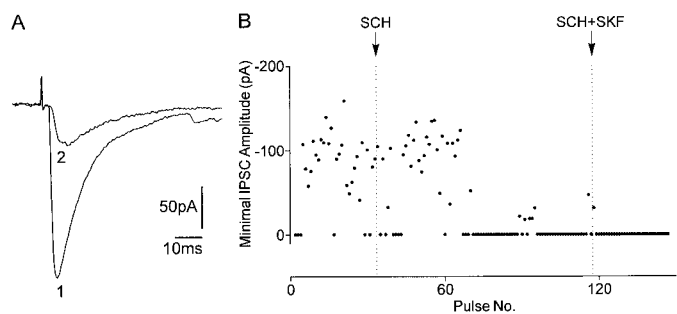 A
B
SCH
SCH+SKF
-200
-100
0
Minimal IPSC Amplitude (pA)
2
1
50pA
10ms
0
60
120
Pulse No.